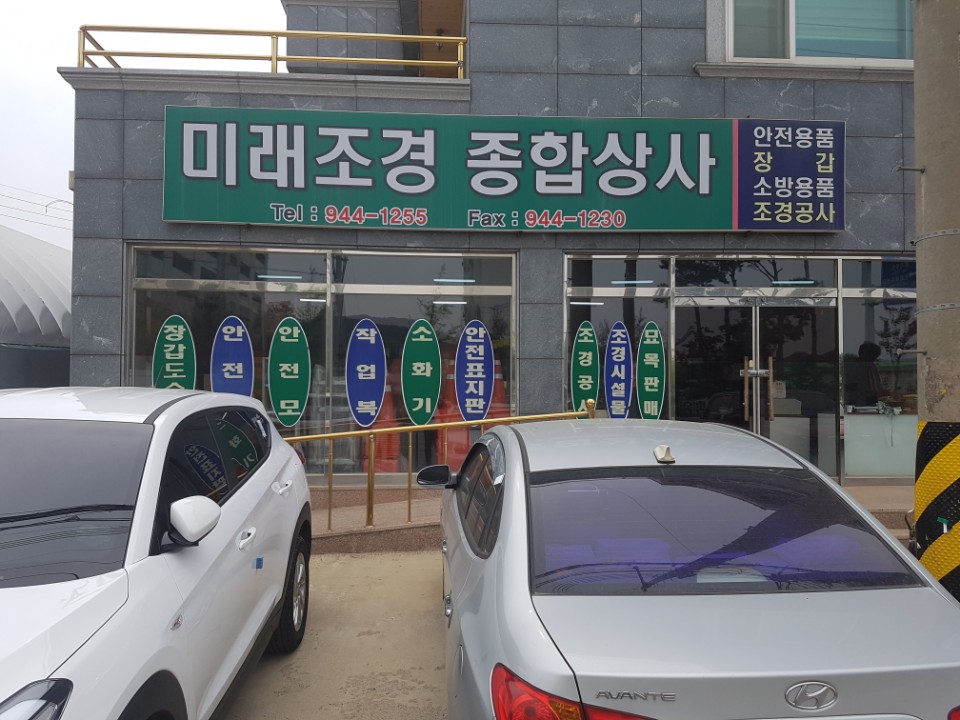 미래조경 종합상사
Tel : 944-1255 Fax : 944-1230
안전용품
장 갑
소방용품
조경공사
장갑도소
안전
안전모
작업복
소화기
안전표지판
조경공사
조경시설물
묘목판매
AVANTE